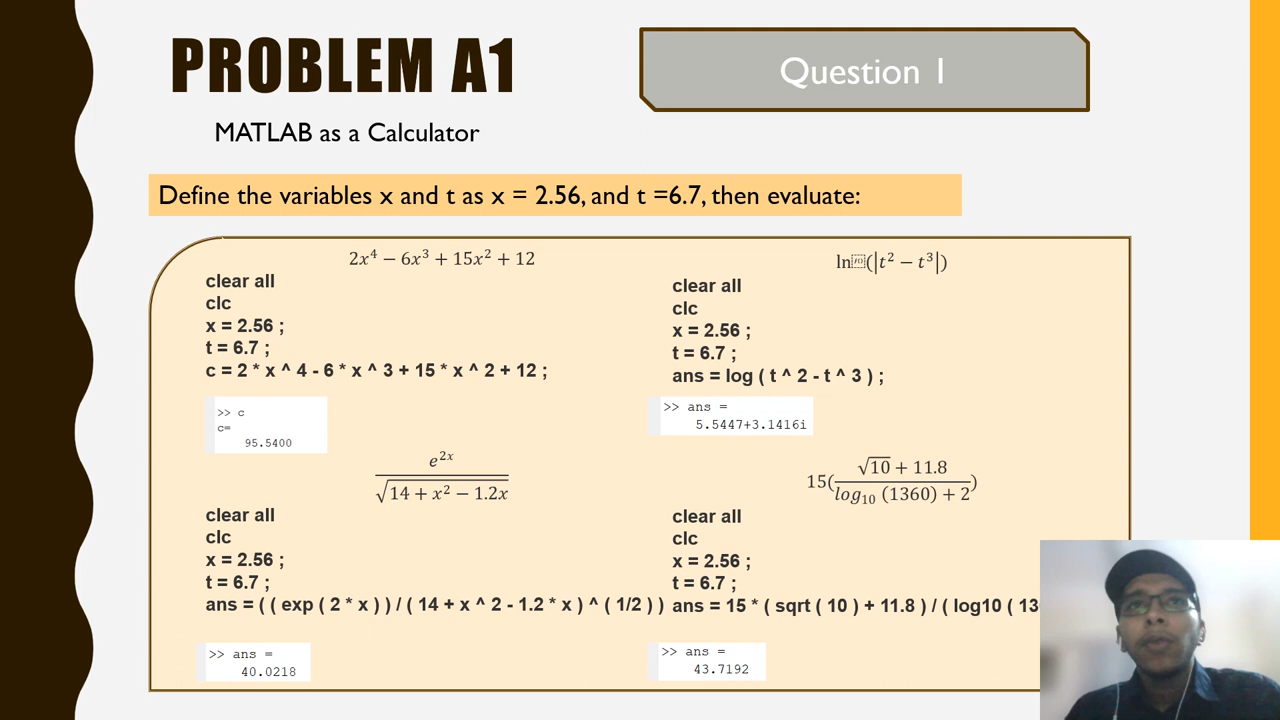 PROBLEM A1
Question 1
MATLAB as a Calculator
Define the variables x and t as x = 2.56, and t =6.7, then evaluate:
2x⁴ − 6x³ + 15x² + 12
clear all
clc
x = 2.56 ;
t = 6.7 ;
c = 2 * x ^ 4 - 6 * x ^ 3 + 15 * x ^ 2 + 12 ;
>> c
c=
95.5400
ln(|t² − t³|)
clear all
clc
x = 2.56 ;
t = 6.7 ;
ans = log ( t ^ 2 - t ^ 3 ) ;
>> ans =
5.5447+3.1416i
e²ˣ
√14 + x² − 1.2x
clear all
clc
x = 2.56 ;
t = 6.7 ;
ans = ( ( exp ( 2 * x ) ) / ( 14 + x ^ 2 - 1.2 * x ) ^ ( 1/2 ) )
>> ans =
40.0218
15(
√10 + 11.8
log₁₀ (1360) + 2
)
clear all
clc
x = 2.56 ;
t = 6.7 ;
ans = 15 * ( sqrt ( 10 ) + 11.8 ) / ( log10 ( 13
>> ans =
43.7192